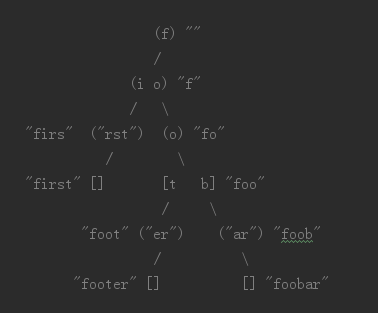 (f) ""
/
(i o) "f"
/ \
"firs" ("rst") (o) "fo"
/ \
"first" [] [t b] "foo"
/ \
"foot" ("er") ("ar") "foob"
/ \
"footer" [] [] "foobar"